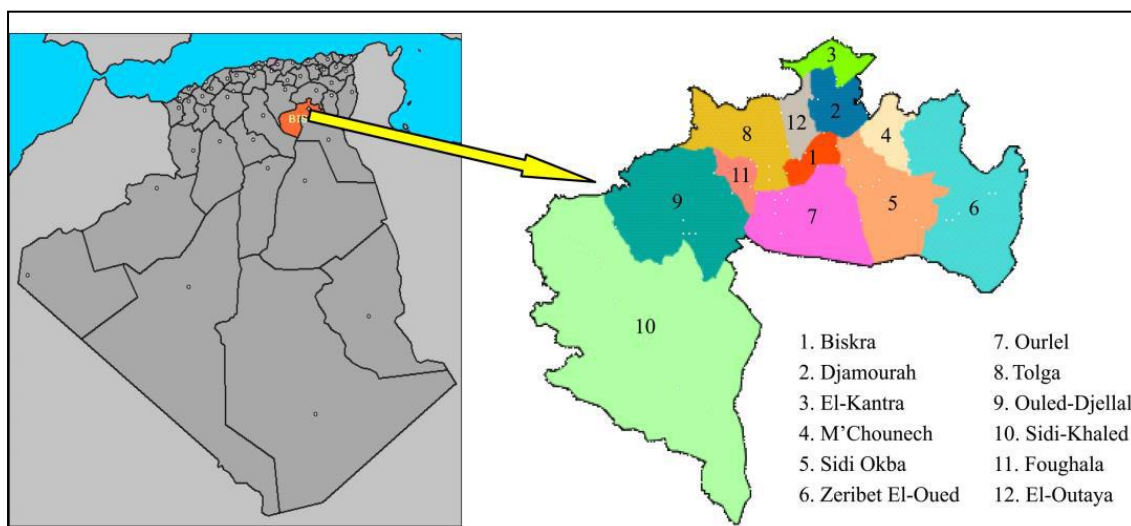 BIS
3
2
12
4
8
1
11
5
6
9
7
10
1. Biskra
2. Djamourah
3. El-Kantra
4. M'Chounech
5. Sidi Okba
6. Zeribet El-Oued
7. Ourlel
8. Tolga
9. Ouled-Djellal
10. Sidi-Khaled
11. Foughala
12. El-Outaya